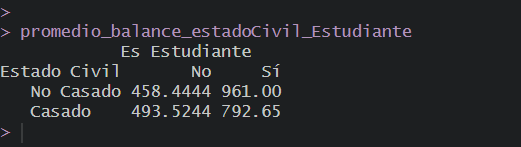 >
> promedio_balance_estadoCivil_Estudiante
Es Estudiante
Estado Civil No Sí
No Casado 458.4444 961.00
Casado 493.5244 792.65
>